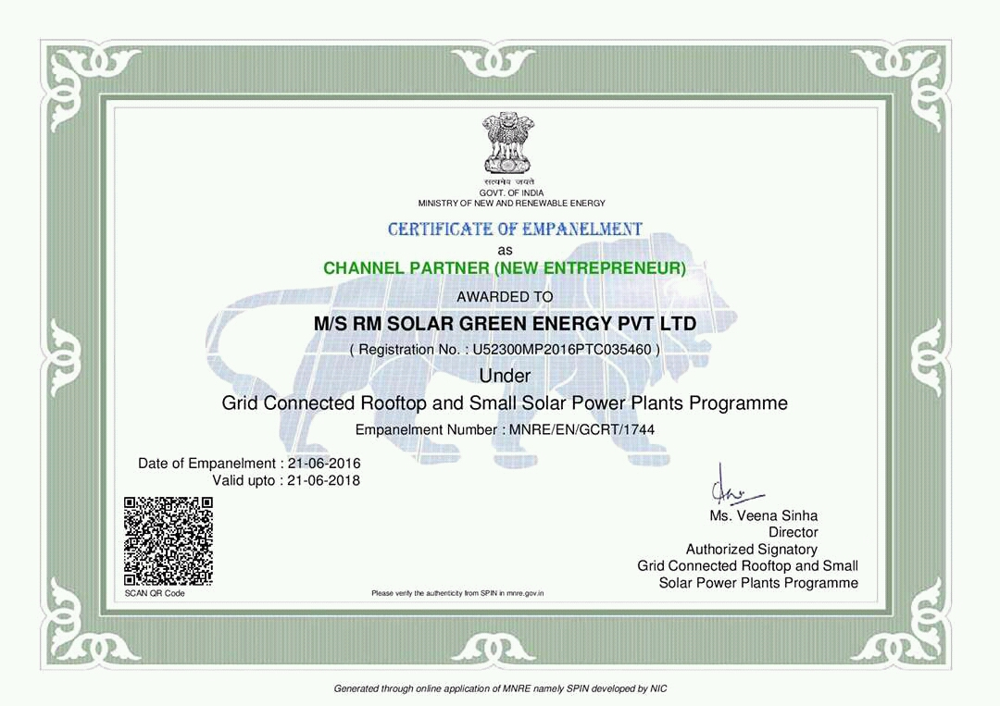 सत्यमेव जयते
GOVT. OF INDIA
MINISTRY OF NEW AND RENEWABLE ENERGY
CERTIFICATE OF EMPANELMENT
as
CHANNEL PARTNER (NEW ENTREPRENEUR)
AWARDED TO
M/S RM SOLAR GREEN ENERGY PVT LTD
( Registration No. : U52300MP2016PTC035460 )
Under
Grid Connected Rooftop and Small Solar Power Plants Programme
Empanelment Number : MNRE/EN/GCRT/1744
Date of Empanelment : 21-06-2016
Valid upto : 21-06-2018
Ms. Veena Sinha
Director
Authorized Signatory
Grid Connected Rooftop and Small
Solar Power Plants Programme
SCAN QR Code
Please verify the authenticity from SPIN in mnre.gov.in
Generated through online application of MNRE namely SPIN developed by NIC